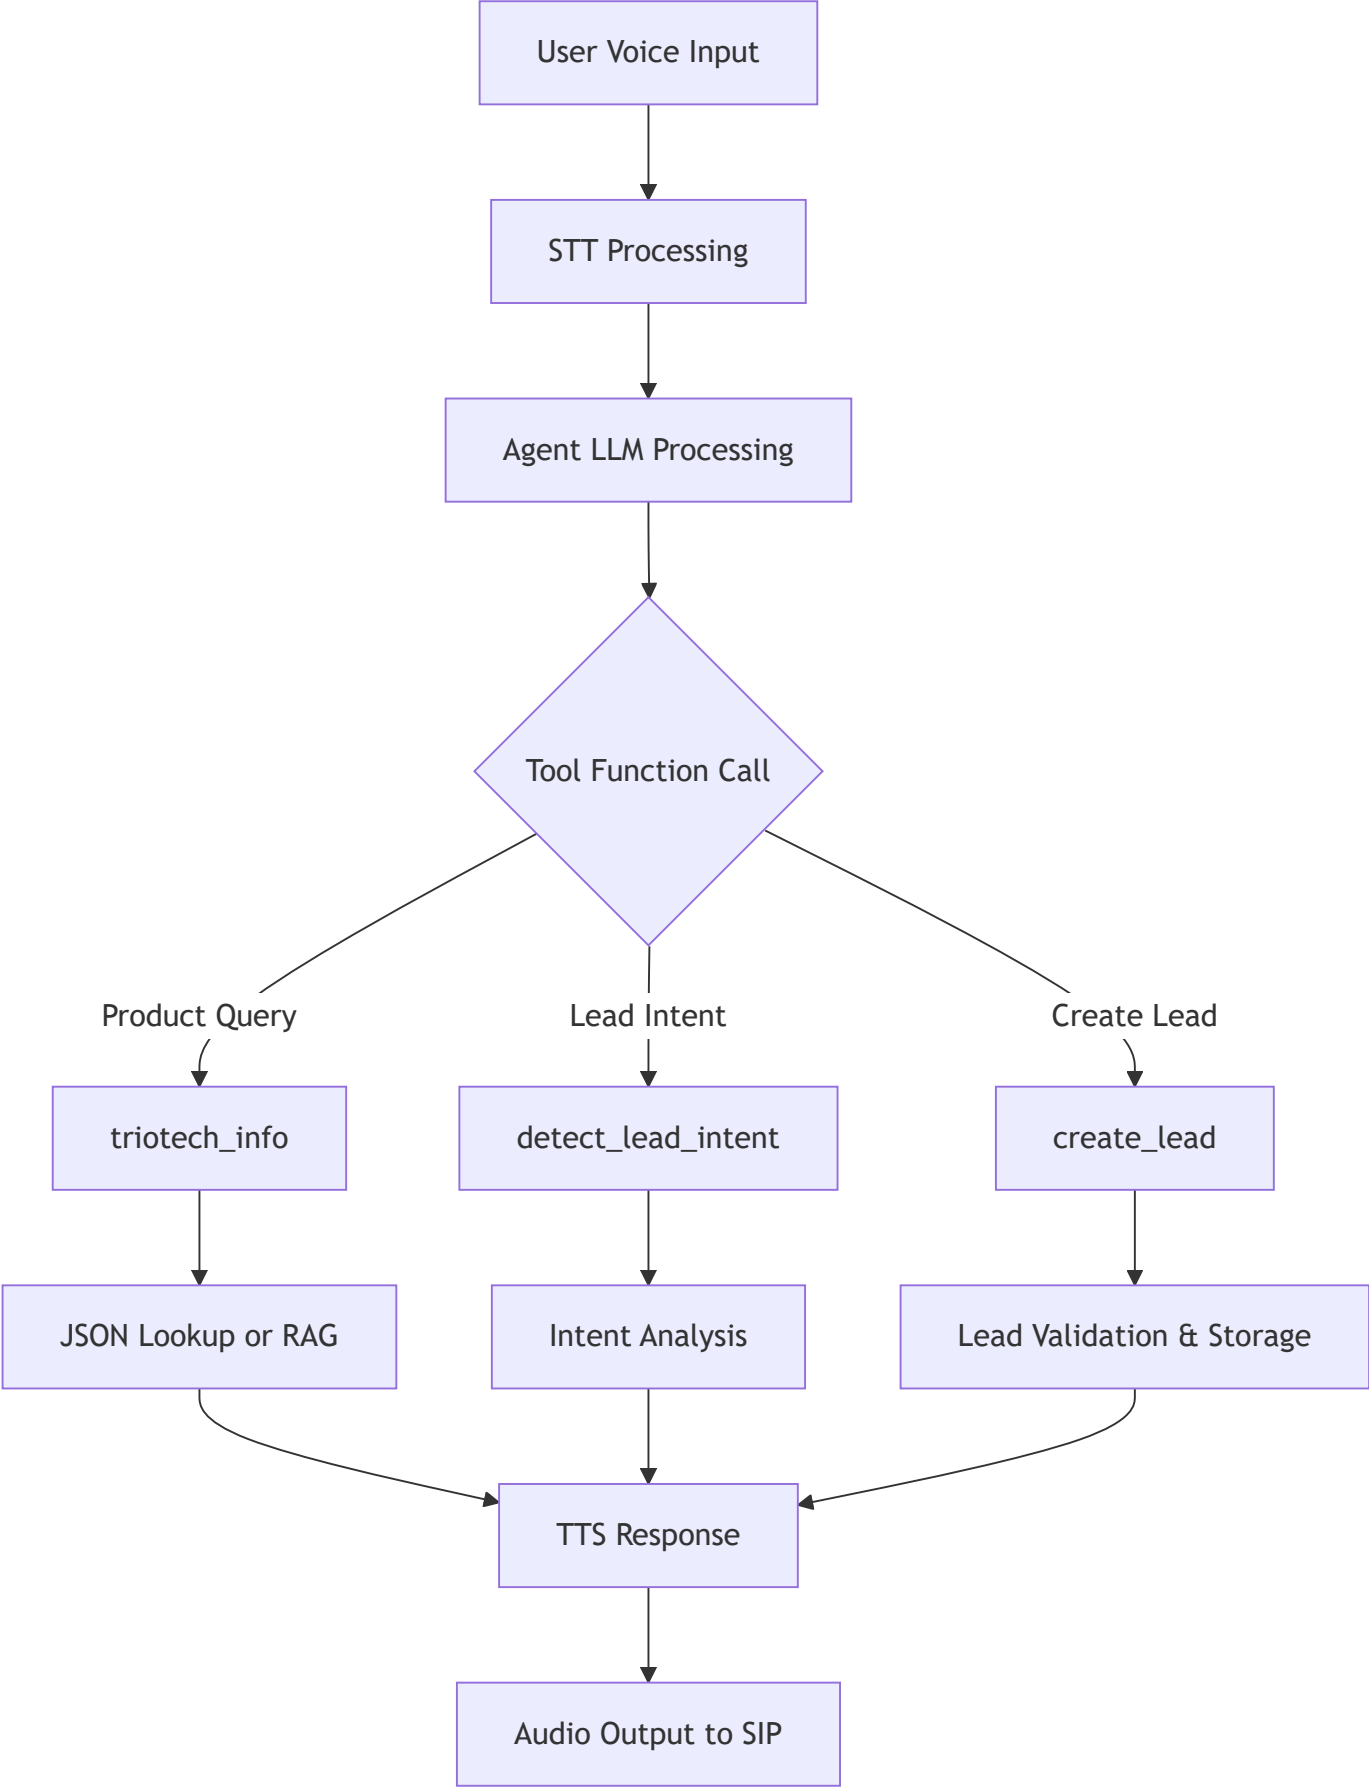 User Voice Input
STT Processing
Agent LLM Processing
Tool Function Call
Product Query
Lead Intent
Create Lead
triotech_info
detect_lead_intent
create_lead
JSON Lookup or RAG
Intent Analysis
Lead Validation & Storage
TTS Response
Audio Output to SIP